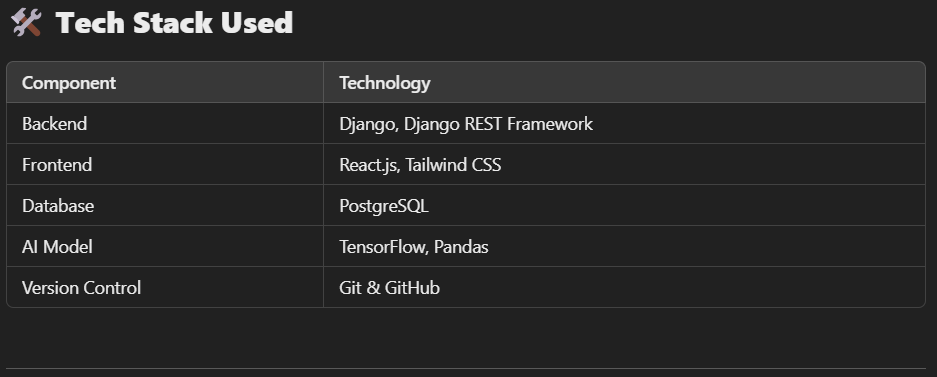 🛠️ Tech Stack Used
Component Technology
Backend Django, Django REST Framework
Frontend React.js, Tailwind CSS
Database PostgreSQL
AI Model TensorFlow, Pandas
Version Control Git & GitHub